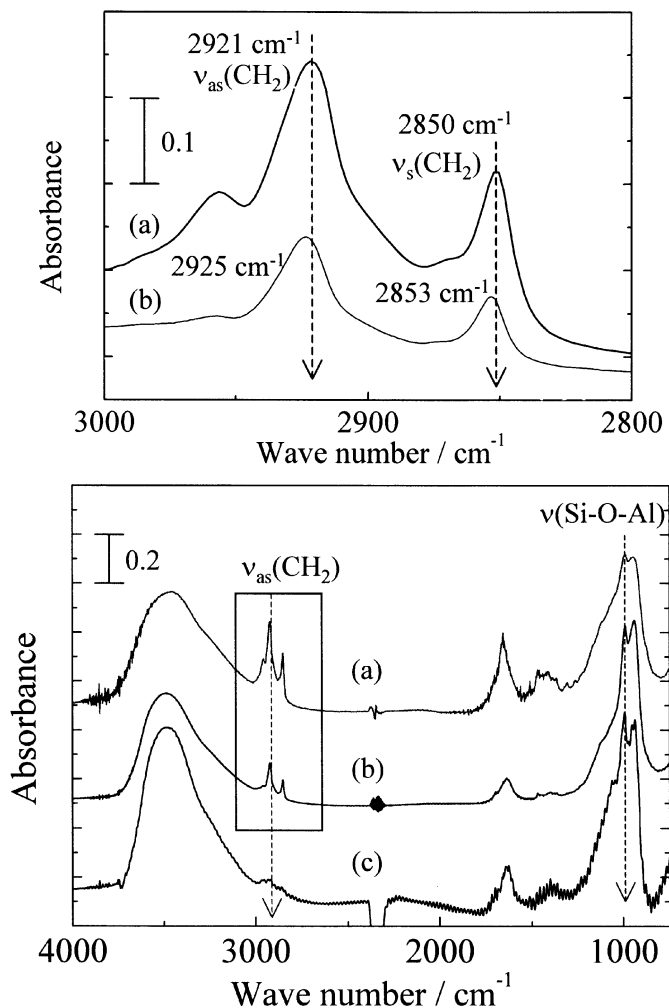 2921 cm⁻¹
νas(CH2)
2850 cm⁻¹
νs(CH2)
0.1
(a)
2925 cm⁻¹
2853 cm⁻¹
(b)
Absorbance
3000 2900 2800
Wave number / cm⁻¹
ν(Si-O-Al)
0.2
νas(CH2)
(a)
(b)
(c)
Absorbance
4000 3000 2000 1000
Wave number / cm⁻¹